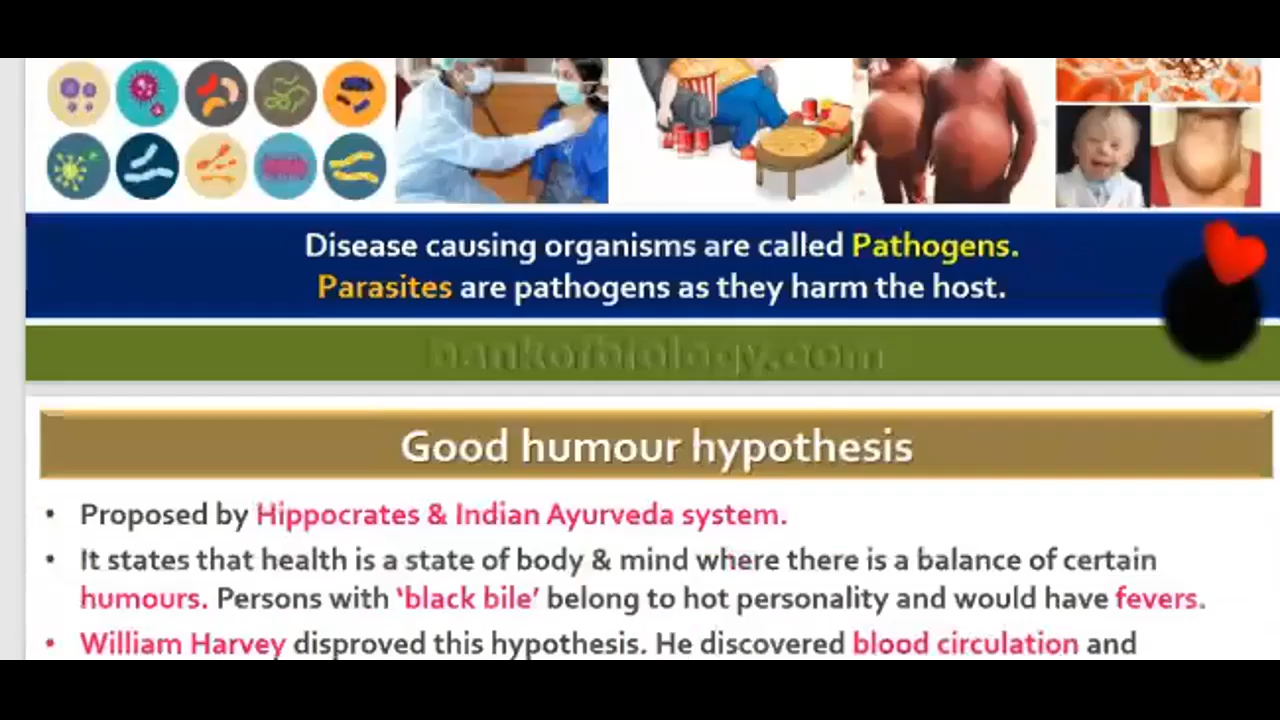 Disease causing organisms are called Pathogens.
Parasites are pathogens as they harm the host.
bankofbiology.com
Good humour hypothesis
• Proposed by Hippocrates & Indian Ayurveda system.
• It states that health is a state of body & mind where there is a balance of certain
humours. Persons with ‘black bile’ belong to hot personality and would have fevers.
• William Harvey disproved this hypothesis. He discovered blood circulation and